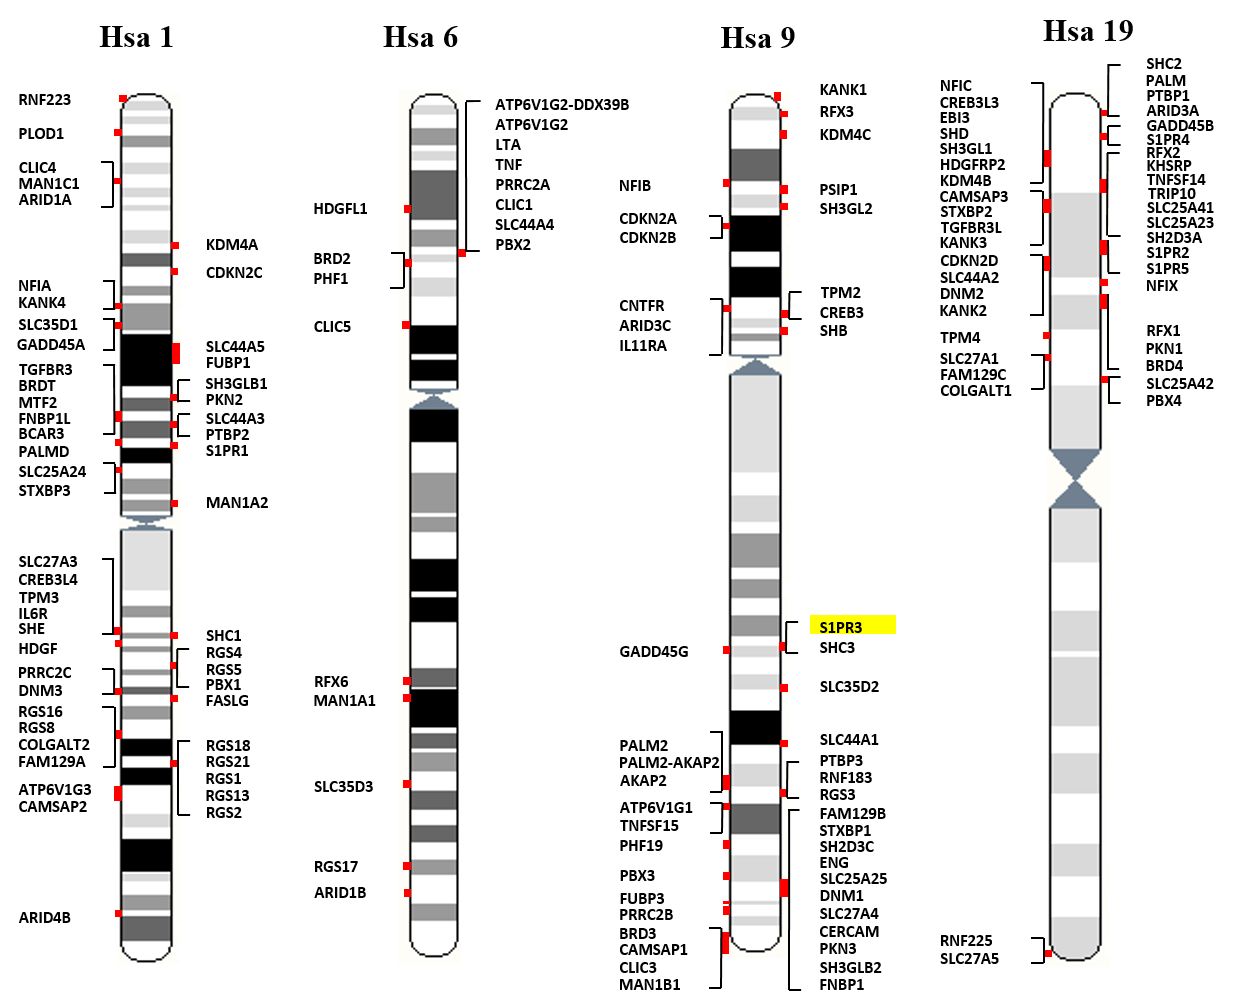 Hsa 1
RNF223
PLOD1
CLIC4
MAN1C1
ARID1A
NFIA
KANK4
SLC35D1
GADD45A
TGFBR3
BRDT
MTF2
FNBP1L
BCAR3
PALMD
SLC25A24
STXBP3
SLC27A3
CREB3L4
TPM3
IL6R
SHE
HDGF
PRRC2C
DNM3
RGS16
RGS8
COLGALT2
FAM129A
ATP6V1G3
CAMSAP2
ARID4B
KDM4A
CDKN2C
SLC44A5
FUBP1
SH3GLB1
PKN2
SLC44A3
PTBP2
S1PR1
MAN1A2
SHC1
RGS4
RGS5
PBX1
FASLG
RGS18
RGS21
RGS1
RGS13
RGS2
Hsa 6
HDGFL1
BRD2
PHF1
CLIC5
RFX6
MAN1A1
SLC35D3
RGS17
ARID1B
ATP6V1G2-DDX39B
ATP6V1G2
LTA
TNF
PRRC2A
CLIC1
SLC44A4
PBX2
Hsa 9
NFIB
CDKN2A
CDKN2B
CNTFR
ARID3C
IL11RA
GADD45G
PALM2
PALM2-AKAP2
AKAP2
ATP6V1G1
TNFSF15
PHF19
PBX3
FUBP3
PRRC2B
BRD3
CAMSAP1
CLIC3
MAN1B1
KANK1
RFX3
KDM4C
PSIP1
SH3GL2
TPM2
CREB3
SHB
S1PR3
SHC3
SLC35D2
SLC44A1
PTBP3
RNF183
RGS3
FAM129B
STXBP1
SH2D3C
ENG
SLC25A25
DNM1
SLC27A4
CERCAM
PKN3
SH3GLB2
FNBP1
Hsa 19
NFIC
CREB3L3
EBI3
SHD
SH3GL1
HDGFRP2
KDM4B
CAMSAP3
STXBP2
TGFBR3L
KANK3
CDKN2D
SLC44A2
DNM2
KANK2
TPM4
SLC27A1
FAM129C
COLGALT1
RNF225
SLC27A5
SHC2
PALM
PTBP1
ARID3A
GADD45B
S1PR4
RFX2
KHSRP
TNFSF14
TRIP10
SLC25A41
SLC25A23
SH2D3A
S1PR2
S1PR5
NFIX
RFX1
PKN1
BRD4
SLC25A42
PBX4